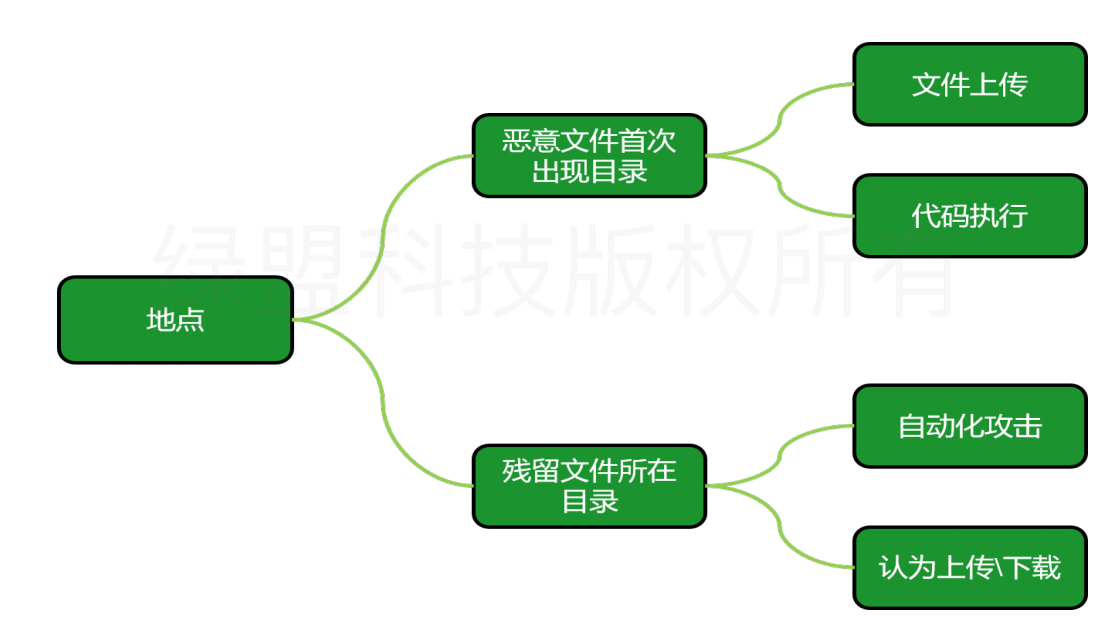 文件上传
恶意文件首次
出现目录
代码执行
绿盟科技版权所有
地点
自动化攻击
残留文件所在
目录
认为上传\下载